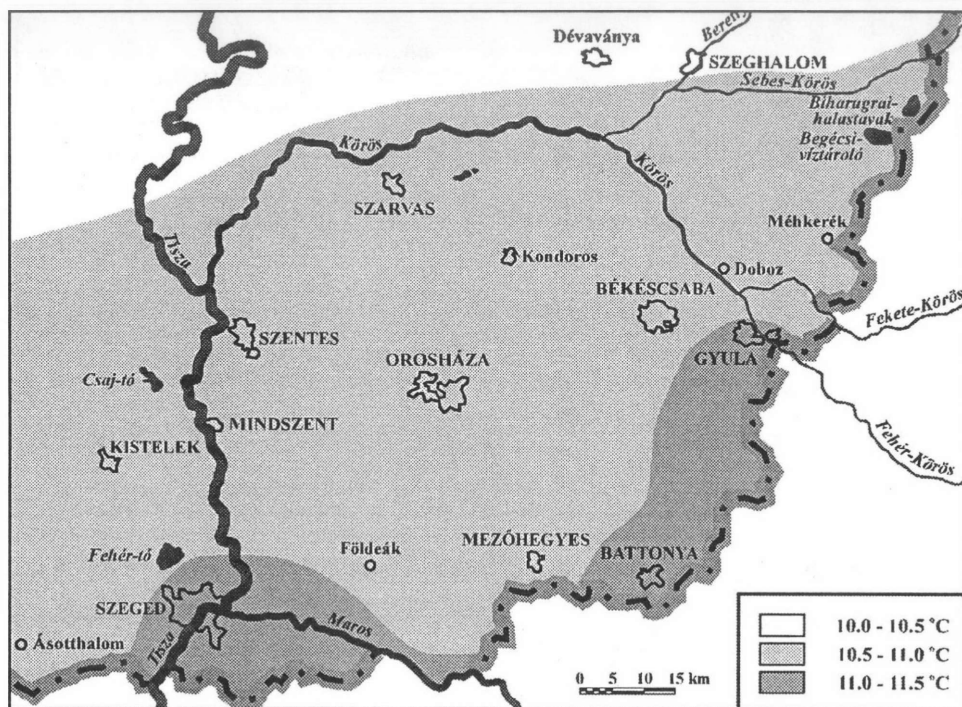 Dévaványa
Berety
SZEGHALOM
Sebes-Körös
Biharugrai-
halastavak
Begécsi-
víztároló
Körös
Körös
SZARVAS
Méhkerék
Tisza
Kondoros
Doboz
BÉKÉSCSABA
Fekete-Körös
SZENTES
GYULA
OROSHÁZA
Csaj-tó
MINDSZENT
KISTELEK
Fehér-Körös
Fehér-tó
Földeák
MEZŐHEGYES
BATTONYA
SZEGED
Maros
Ásotthalom
Tisza
0 5 10 15 km
10.0 - 10.5 °C
10.5 - 11.0 °C
11.0 - 11.5 °C